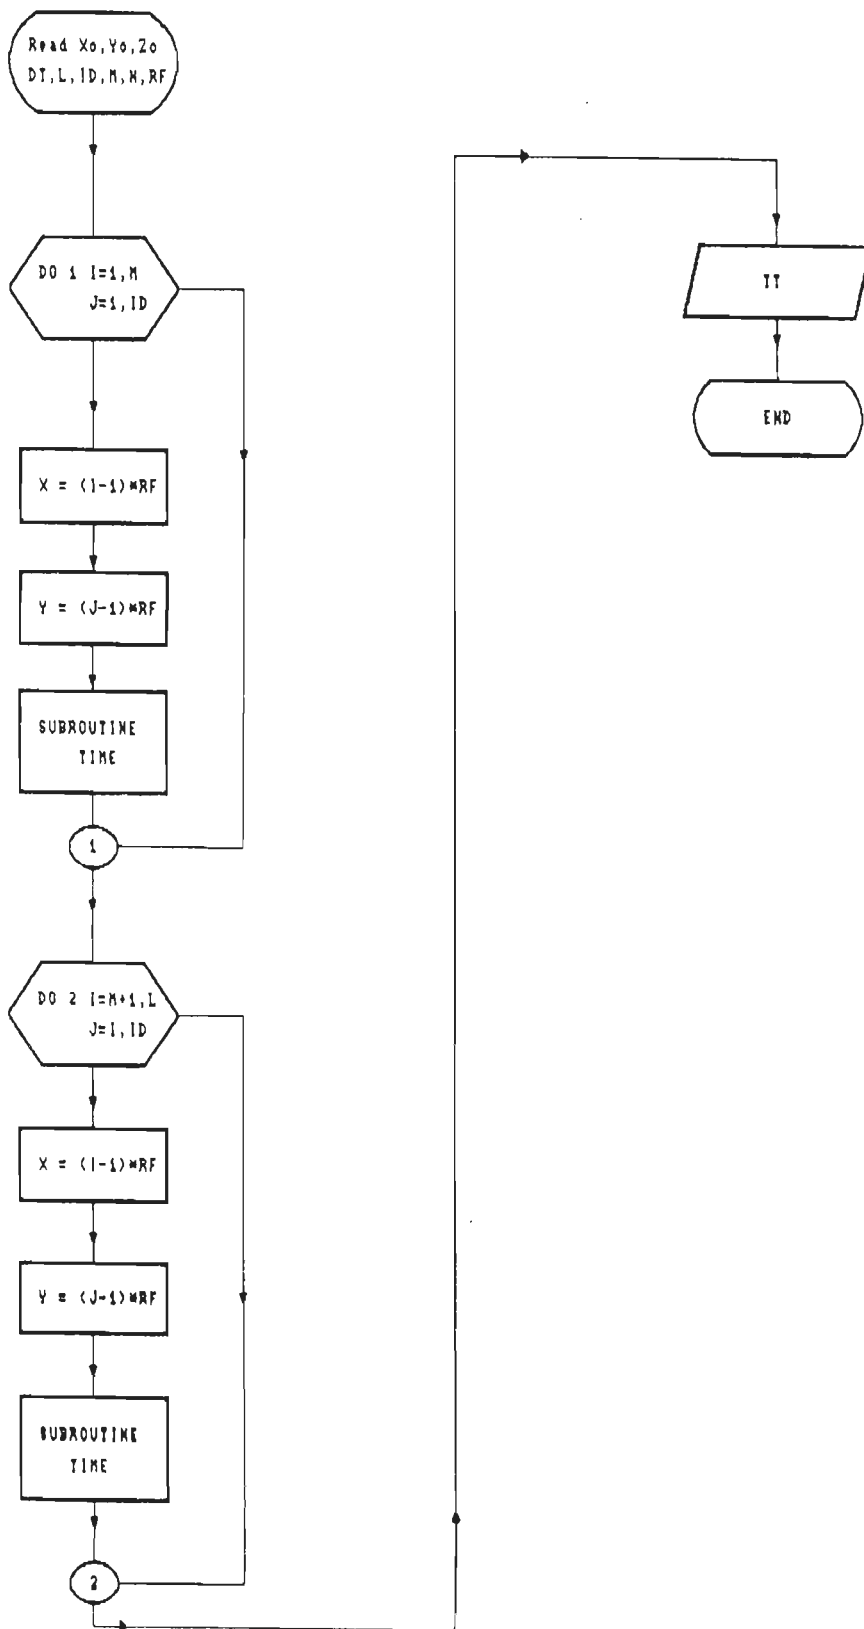 Read Xo,Yo,Zo
DT,L,ID,M,N,RF
DO 1 I=1,M
J=1,ID
X = (I-1)*RF
Y = (J-1)*RF
SUBROUTINE
TIME
1
DO 2 I=M+1,L
J=I,ID
X = (I-1)*RF
Y = (J-1)*RF
SUBROUTINE
TIME
2
TT
END